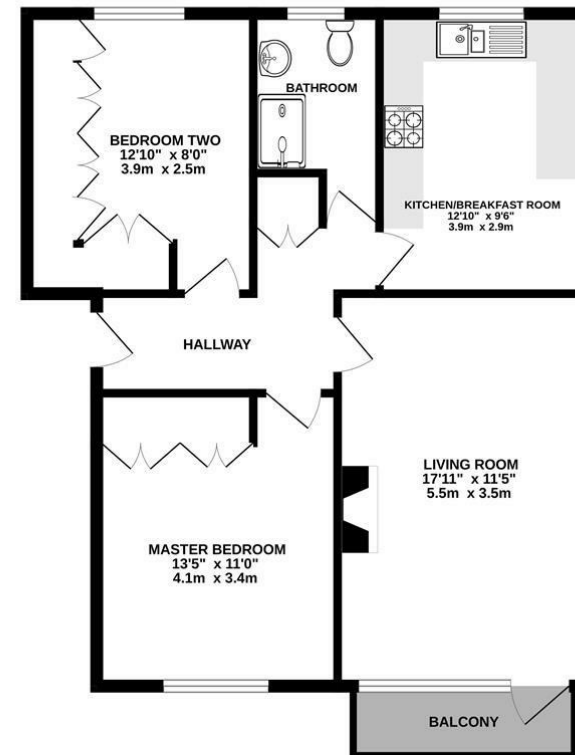 BATHROOM
BEDROOM TWO
12'10" x 8'0"
3.9m x 2.5m
KITCHEN/BREAKFAST ROOM
12'10" x 9'6"
3.9m x 2.9m
HALLWAY
LIVING ROOM
17'11" x 11'5"
5.5m x 3.5m
MASTER BEDROOM
13'5" x 11'0"
4.1m x 3.4m
BALCONY